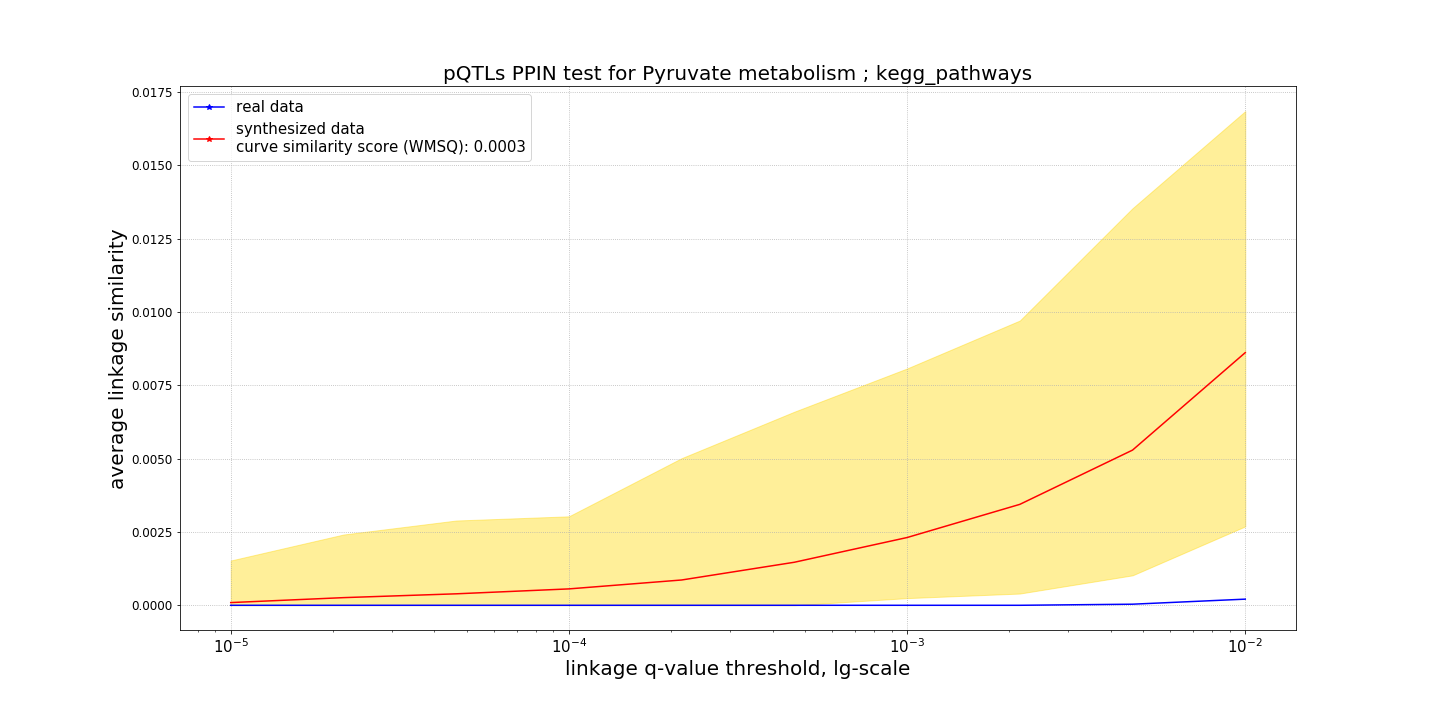 pQTLs PPIN test for Pyruvate metabolism ; kegg_pathways
real data
synthesized data
curve similarity score (WMSQ): 0.0003
average linkage similarity
0.0175
0.0150
0.0125
0.0100
0.0075
0.0050
0.0025
0.0000
10⁻⁵ 10⁻⁴ 10⁻³ 10⁻²
linkage q-value threshold, lg-scale